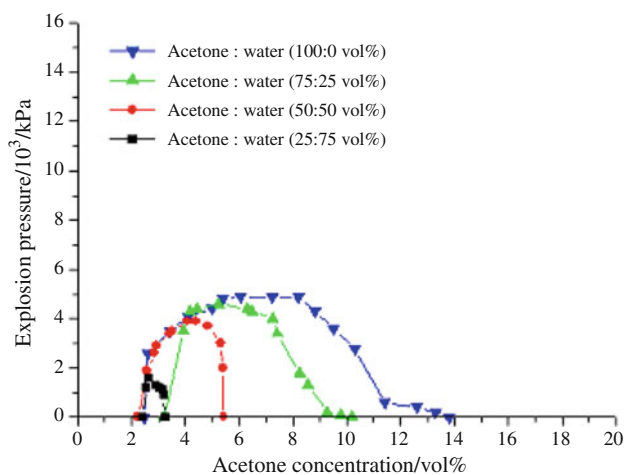 16
14
12
10
8
6
4
2
0
Explosion pressure/10³/kPa
Acetone : water (100:0 vol%)
Acetone : water (75:25 vol%)
Acetone : water (50:50 vol%)
Acetone : water (25:75 vol%)
0 2 4 6 8 10 12 14 16 18 20
Acetone concentration/vol%